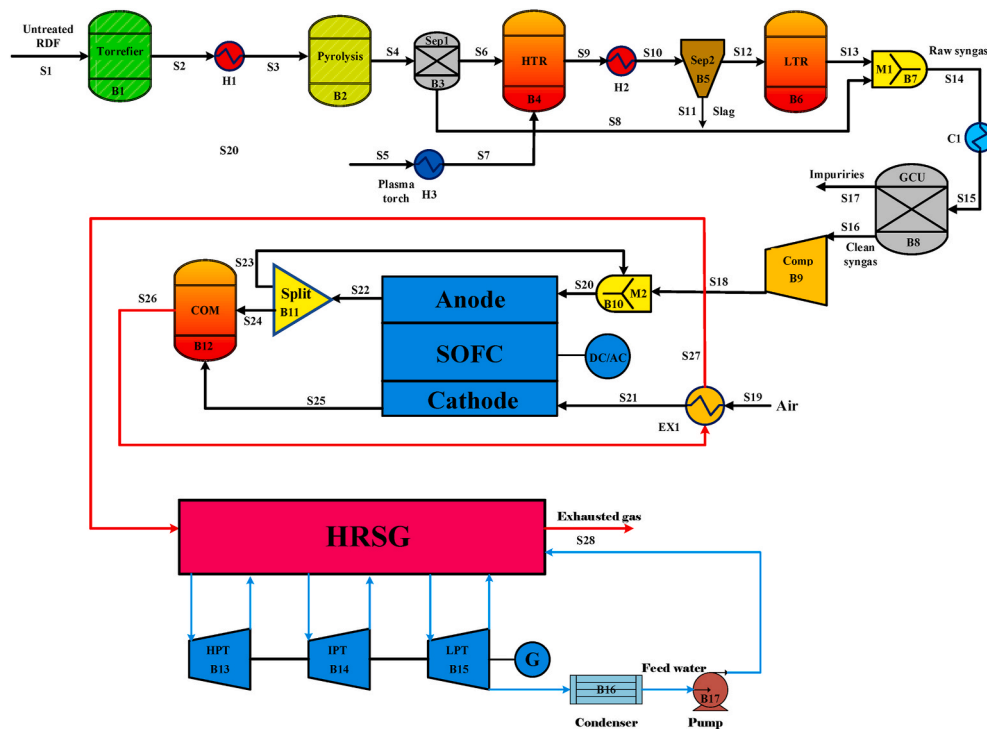 Untreated
RDF
S1
Torrefier
B1
S2
H1
S3
Pyrolysis
B2
S4
Sep1
B3
S6
HTR
B4
S9
H2
S10
Sep2
B5
S12
LTR
B6
S13
M1
B7
Raw syngas
S14
S11
Slag
S8
S20
S5
Plasma
torch
H3
S7
C1
Impuriries
S17
GCU
B8
S15
S16
Clean
syngas
Comp
B9
S23
S26
COM
B12
S24
Split
B11
S22
Anode
SOFC
Cathode
S20
M2
B10
S18
DC/AC
S27
S25
S21
EX1
S19
Air
HRSG
Exhausted gas
S28
HPT
B13
IPT
B14
LPT
B15
G
Feed water
B16
B17
Condenser
Pump